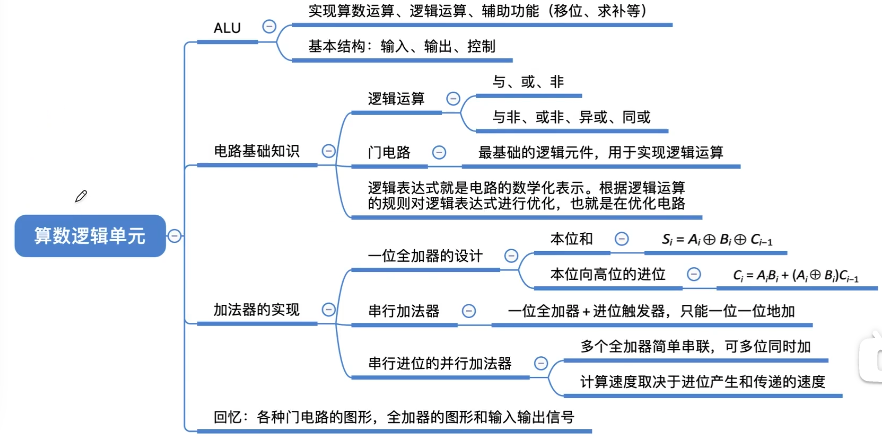 算数逻辑单元
ALU
实现算数运算、逻辑运算、辅助功能（移位、求补等）
基本结构：输入、输出、控制
电路基础知识
逻辑运算
与、或、非
与非、或非、异或、同或
门电路
最基础的逻辑元件，用于实现逻辑运算
逻辑表达式就是电路的数学化表示。根据逻辑运算
的规则对逻辑表达式进行优化，也就是在优化电路
加法器的实现
一位全加器的设计
本位和
Sᵢ = Aᵢ⊕ Bᵢ⊕ Cᵢ₋₁
本位向高位的进位
Cᵢ = AᵢBᵢ + (Aᵢ⊕ Bᵢ)Cᵢ₋₁
串行加法器
一位全加器 + 进位触发器，只能一位一位地加
串行进位的并行加法器
多个全加器简单串联，可多位同时加
计算速度取决于进位产生和传递的速度
回忆：各种门电路的图形，全加器的图形和输入输出信号